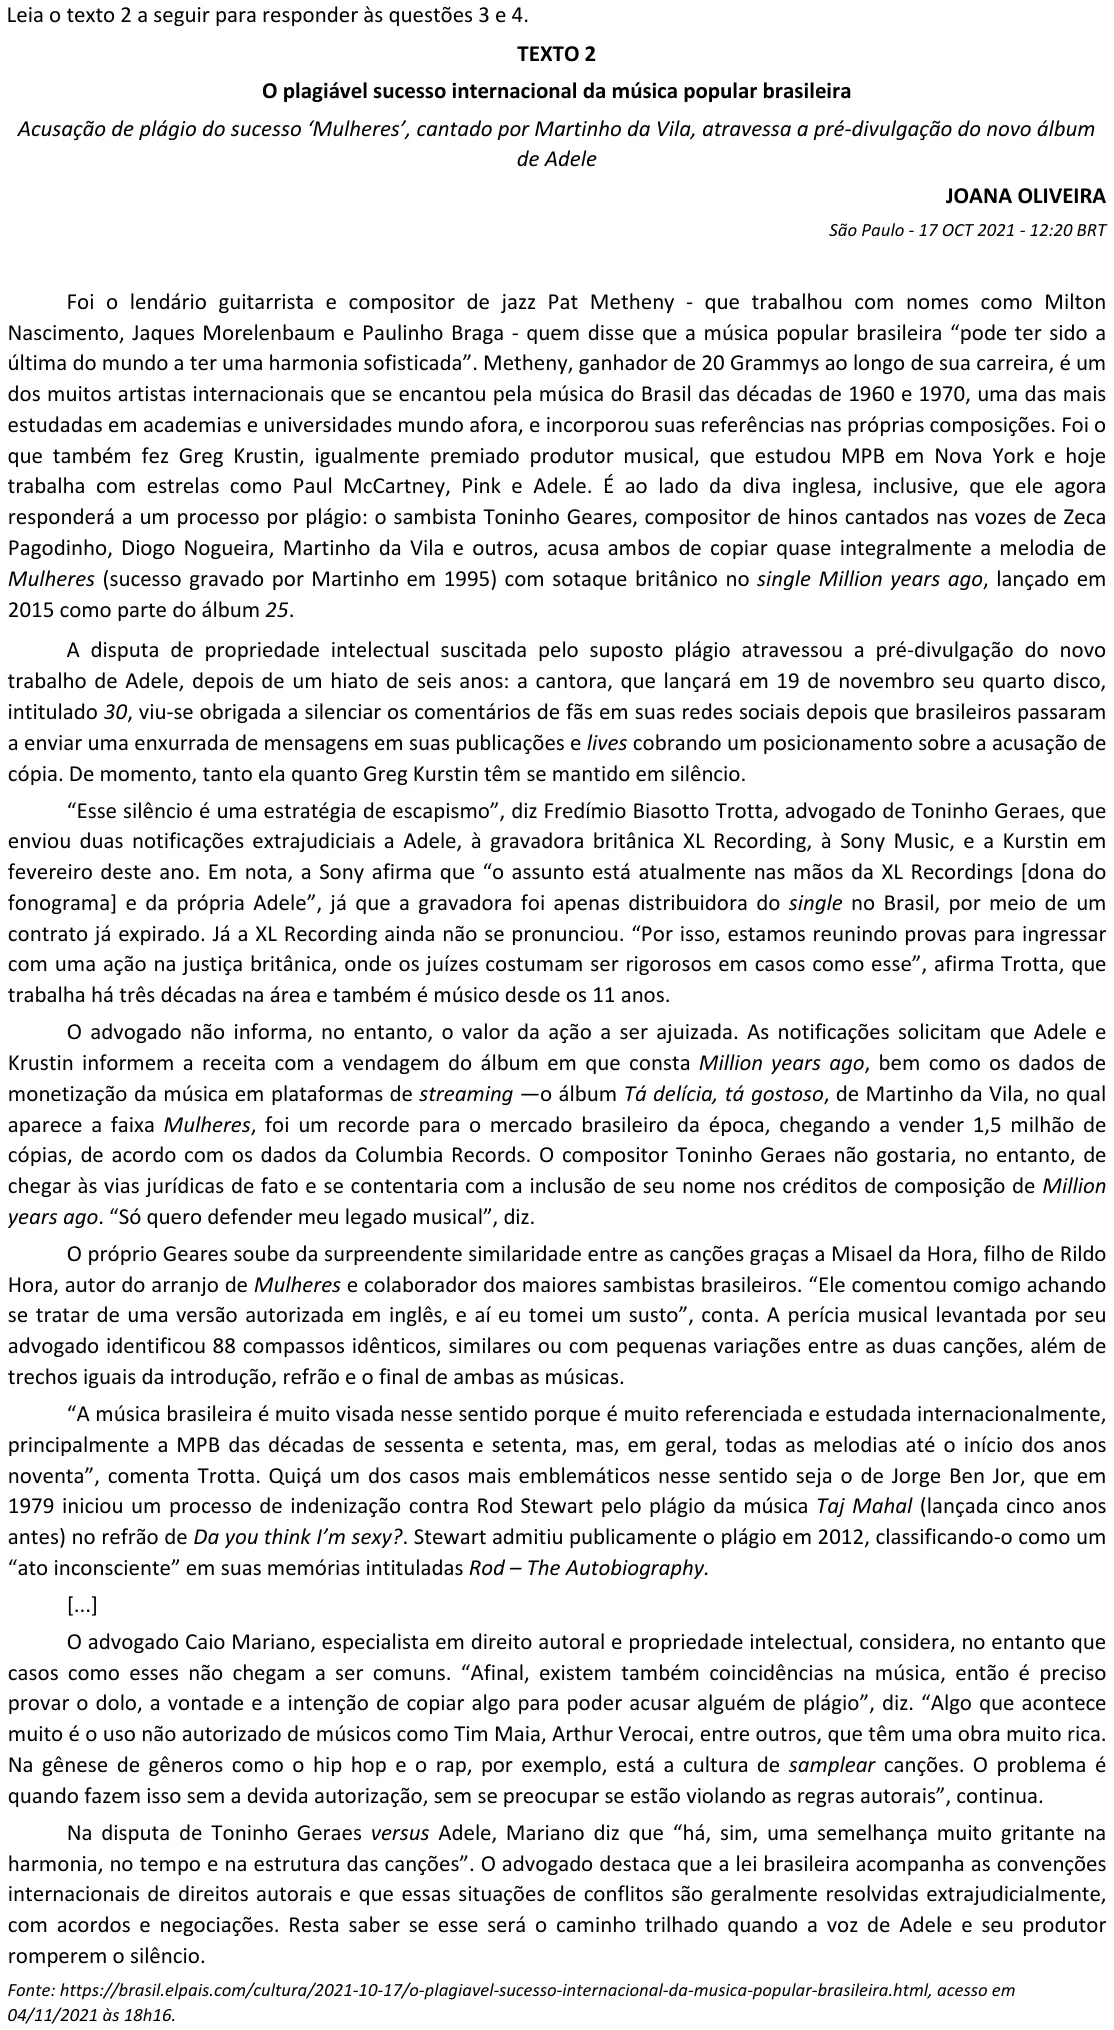 Leia o texto 2 a seguir para responder às questões 3 e 4.
TEXTO 2
O plagiável sucesso internacional da música popular brasileira
Acusação de plágio do sucesso ‘Mulheres’, cantado por Martinho da Vila, atravessa a pré-divulgação do novo álbum
de Adele
JOANA OLIVEIRA
São Paulo - 17 OCT 2021 - 12:20 BRT
Foi o lendário guitarrista e compositor de jazz Pat Metheny - que trabalhou com nomes como Milton
Nascimento, Jaques Morelenbaum e Paulinho Braga - quem disse que a música popular brasileira “pode ter sido a
última do mundo a ter uma harmonia sofisticada”. Metheny, ganhador de 20 Grammys ao longo de sua carreira, é um
dos muitos artistas internacionais que se encantou pela música do Brasil das décadas de 1960 e 1970, uma das mais
estudadas em academias e universidades mundo afora, e incorporou suas referências nas próprias composições. Foi o
que também fez Greg Krustin, igualmente premiado produtor musical, que estudou MPB em Nova York e hoje
trabalha com estrelas como Paul McCartney, Pink e Adele. É ao lado da diva inglesa, inclusive, que ele agora
responderá a um processo por plágio: o sambista Toninho Geares, compositor de hinos cantados nas vozes de Zeca
Pagodinho, Diogo Nogueira, Martinho da Vila e outros, acusa ambos de copiar quase integralmente a melodia de
Mulheres (sucesso gravado por Martinho em 1995) com sotaque britânico no single Million years ago, lançado em
2015 como parte do álbum 25.
A disputa de propriedade intelectual suscitada pelo suposto plágio atravessou a pré-divulgação do novo
trabalho de Adele, depois de um hiato de seis anos: a cantora, que lançará em 19 de novembro seu quarto disco,
intitulado 30, viu-se obrigada a silenciar os comentários de fãs em suas redes sociais depois que brasileiros passaram
a enviar uma enxurrada de mensagens em suas publicações e lives cobrando um posicionamento sobre a acusação de
cópia. De momento, tanto ela quanto Greg Kurstin têm se mantido em silêncio.
“Esse silêncio é uma estratégia de escapismo”, diz Fredímio Biasotto Trotta, advogado de Toninho Geraes, que
enviou duas notificações extrajudiciais a Adele, à gravadora britânica XL Recording, à Sony Music, e a Kurstin em
fevereiro deste ano. Em nota, a Sony afirma que “o assunto está atualmente nas mãos da XL Recordings [dona do
fonograma] e da própria Adele”, já que a gravadora foi apenas distribuidora do single no Brasil, por meio de um
contrato já expirado. Já a XL Recording ainda não se pronunciou. “Por isso, estamos reunindo provas para ingressar
com uma ação na justiça britânica, onde os juízes costumam ser rigorosos em casos como esse”, afirma Trotta, que
trabalha há três décadas na área e também é músico desde os 11 anos.
O advogado não informa, no entanto, o valor da ação a ser ajuizada. As notificações solicitam que Adele e
Krustin informem a receita com a vendagem do álbum em que consta Million years ago, bem como os dados de
monetização da música em plataformas de streaming —o álbum Tá delícia, tá gostoso, de Martinho da Vila, no qual
aparece a faixa Mulheres, foi um recorde para o mercado brasileiro da época, chegando a vender 1,5 milhão de
cópias, de acordo com os dados da Columbia Records. O compositor Toninho Geraes não gostaria, no entanto, de
chegar às vias jurídicas de fato e se contentaria com a inclusão de seu nome nos créditos de composição de Million
years ago. “Só quero defender meu legado musical”, diz.
O próprio Geares soube da surpreendente similaridade entre as canções graças a Misael da Hora, filho de Rildo
Hora, autor do arranjo de Mulheres e colaborador dos maiores sambistas brasileiros. “Ele comentou comigo achando
se tratar de uma versão autorizada em inglês, e aí eu tomei um susto”, conta. A perícia musical levantada por seu
advogado identificou 88 compassos idênticos, similares ou com pequenas variações entre as duas canções, além de
trechos iguais da introdução, refrão e o final de ambas as músicas.
“A música brasileira é muito visada nesse sentido porque é muito referenciada e estudada internacionalmente,
principalmente a MPB das décadas de sessenta e setenta, mas, em geral, todas as melodias até o início dos anos
noventa”, comenta Trotta. Quiçá um dos casos mais emblemáticos nesse sentido seja o de Jorge Ben Jor, que em
1979 iniciou um processo de indenização contra Rod Stewart pelo plágio da música Taj Mahal (lançada cinco anos
antes) no refrão de Da you think I’m sexy?. Stewart admitiu publicamente o plágio em 2012, classificando-o como um
“ato inconsciente” em suas memórias intituladas Rod – The Autobiography.
[...]
O advogado Caio Mariano, especialista em direito autoral e propriedade intelectual, considera, no entanto que
casos como esses não chegam a ser comuns. “Afinal, existem também coincidências na música, então é preciso
provar o dolo, a vontade e a intenção de copiar algo para poder acusar alguém de plágio”, diz. “Algo que acontece
muito é o uso não autorizado de músicos como Tim Maia, Arthur Verocai, entre outros, que têm uma obra muito rica.
Na gênese de gêneros como o hip hop e o rap, por exemplo, está a cultura de samplear canções. O problema é
quando fazem isso sem a devida autorização, sem se preocupar se estão violando as regras autorais”, continua.
Na disputa de Toninho Geraes versus Adele, Mariano diz que “há, sim, uma semelhança muito gritante na
harmonia, no tempo e na estrutura das canções”. O advogado destaca que a lei brasileira acompanha as convenções
internacionais de direitos autorais e que essas situações de conflitos são geralmente resolvidas extrajudicialmente,
com acordos e negociações. Resta saber se esse será o caminho trilhado quando a voz de Adele e seu produtor
romperem o silêncio.
Fonte: https://brasil.elpais.com/cultura/2021-10-17/o-plagiavel-sucesso-internacional-da-musica-popular-brasileira.html, acesso em
04/11/2021 às 18h16.